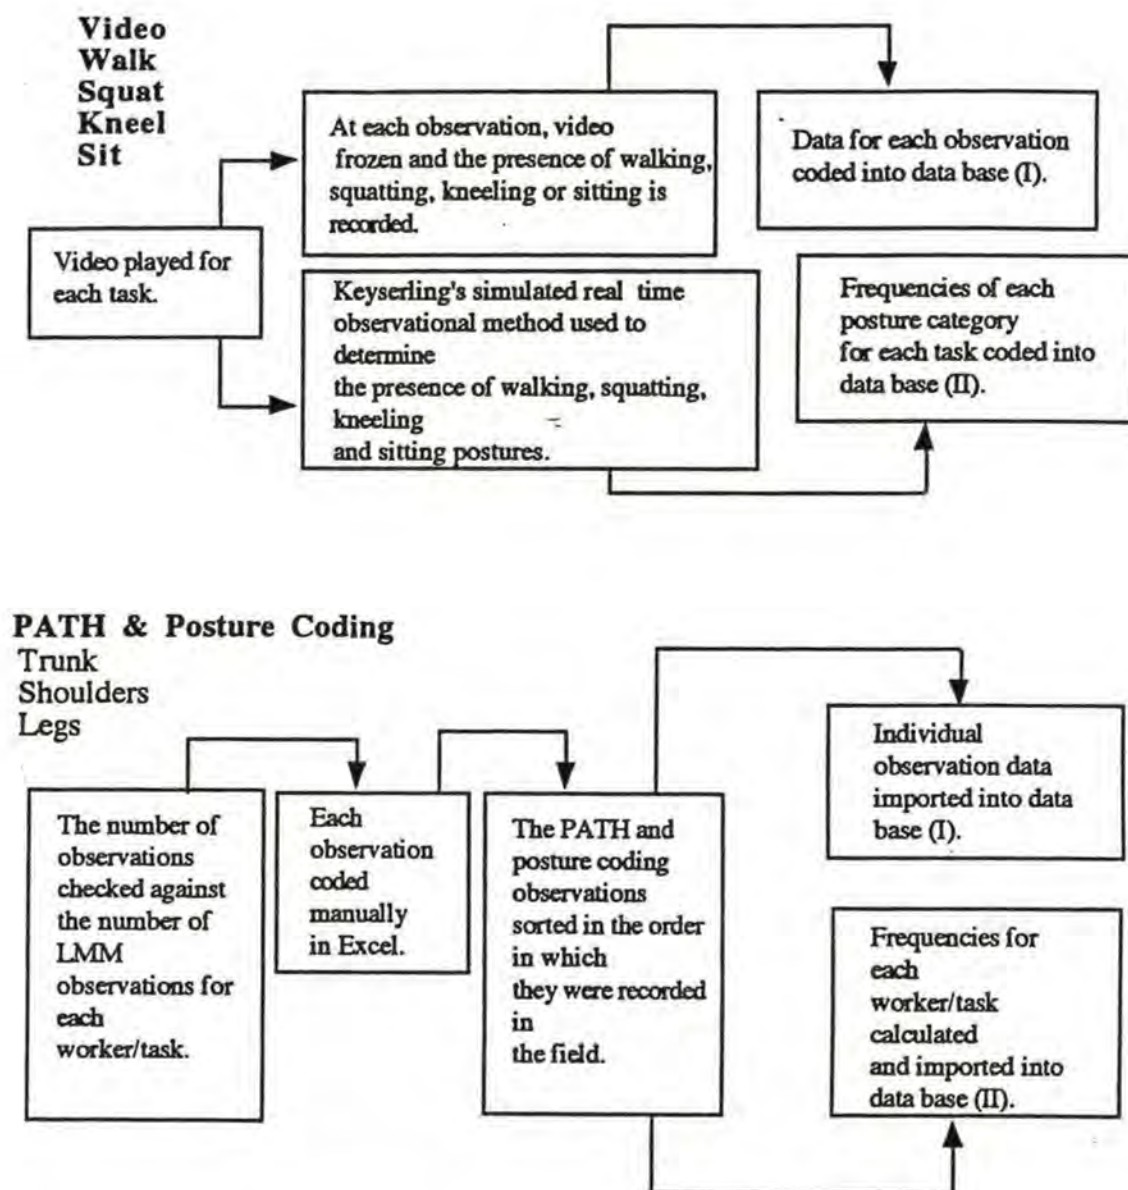 Video
Walk
Squat
Kneel
Sit
Video played for
each task.
At each observation, video
frozen and the presence of walking,
squatting, kneeling or sitting is
recorded.
Data for each observation
coded into data base (I).
Keyserling's simulated real time
observational method used to
determine
the presence of walking, squatting,
kneeling
and sitting postures.
Frequencies of each
posture category
for each task coded into
data base (II).
PATH & Posture Coding
Trunk
Shoulders
Legs
The number of
observations
checked against
the number of
LMM
observations for
each
worker/task.
Each
observation
coded
manually
in Excel.
The PATH and
posture coding
observations
sorted in the order
in which
they were recorded
in
the field.
Individual
observation data
imported into data
base (I).
Frequencies for
each
worker/task
calculated
and imported into
data base (II).